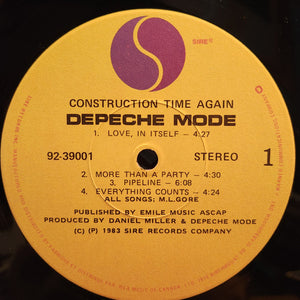 SIRE
CONSTRUCTION TIME AGAIN
DEPECHE MODE
1. LOVE, IN ITSELF – 4:27
92-39001
STEREO
1
2. MORE THAN A PARTY – 4:30
3. PIPELINE – 6:08
4. EVERYTHING COUNTS – 4:24
ALL SONGS: M.L.GORE
PUBLISHED BY EMILE MUSIC ASCAP
PRODUCED BY DANIEL MILLER & DEPECHE MODE
(C) (P) 1983 SIRE RECORDS COMPANY